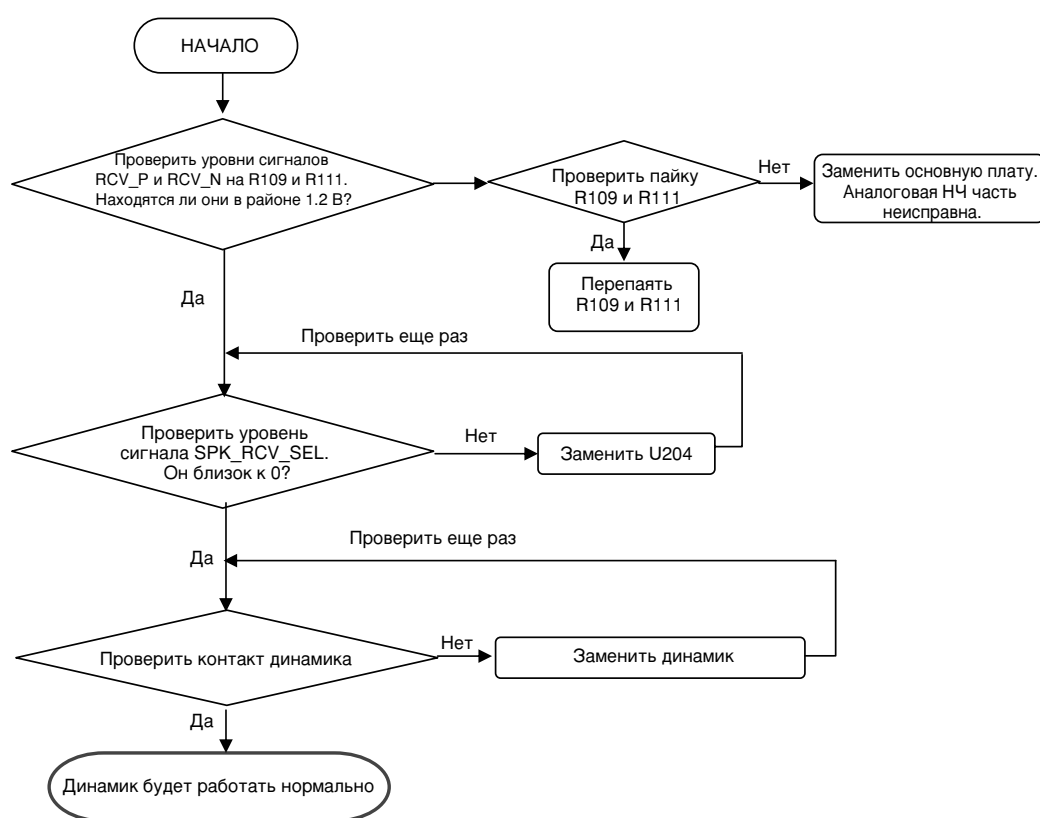 НАЧАЛО
Проверить уровни сигналов
RCV_P и RCV_N на R109 и R111.
Находятся ли они в районе 1.2 В?
Проверить пайку
R109 и R111
Нет
Заменить основную плату.
Аналоговая НЧ часть
неисправна.
Да
Перепаять
R109 и R111
Да
Проверить еще раз
Проверить уровень
сигнала SPK_RCV_SEL.
Он близок к 0?
Нет
Заменить U204
Проверить еще раз
Да
Проверить контакт динамика
Нет
Заменить динамик
Да
Динамик будет работать нормально